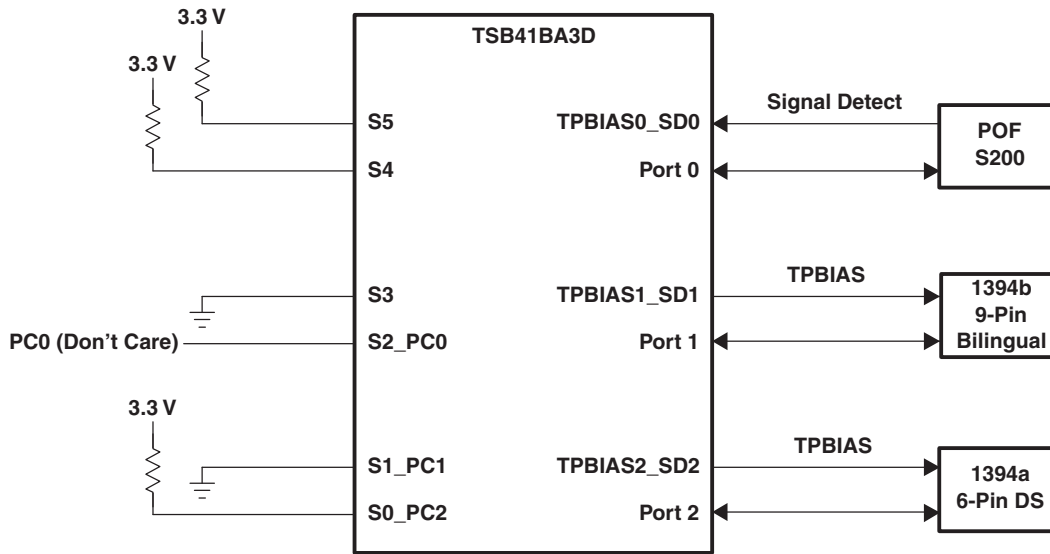 3.3 V
3.3 V
TSB41BA3D
S5
TPBIAS0_SD0
Signal Detect
POF
S200
S4
Port 0
S3
TPBIAS1_SD1
TPBIAS
1394b
9-Pin
Bilingual
PC0 (Don't Care)
S2_PC0
Port 1
3.3 V
S1_PC1
TPBIAS2_SD2
TPBIAS
1394a
6-Pin DS
S0_PC2
Port 2